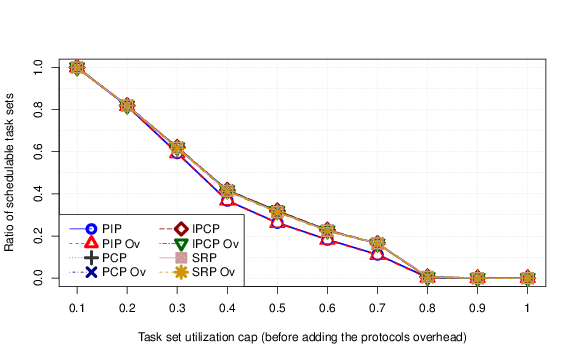 Ratio of schedulable task sets
1.0
0.8
0.6
0.4
0.2
0.0
PIP
PIP Ov
PCP
PCP Ov
IPCP
IPCP Ov
SRP
SRP Ov
0.1 0.2 0.3 0.4 0.5 0.6 0.7 0.8 0.9 1
Task set utilization cap (before adding the protocols overhead)